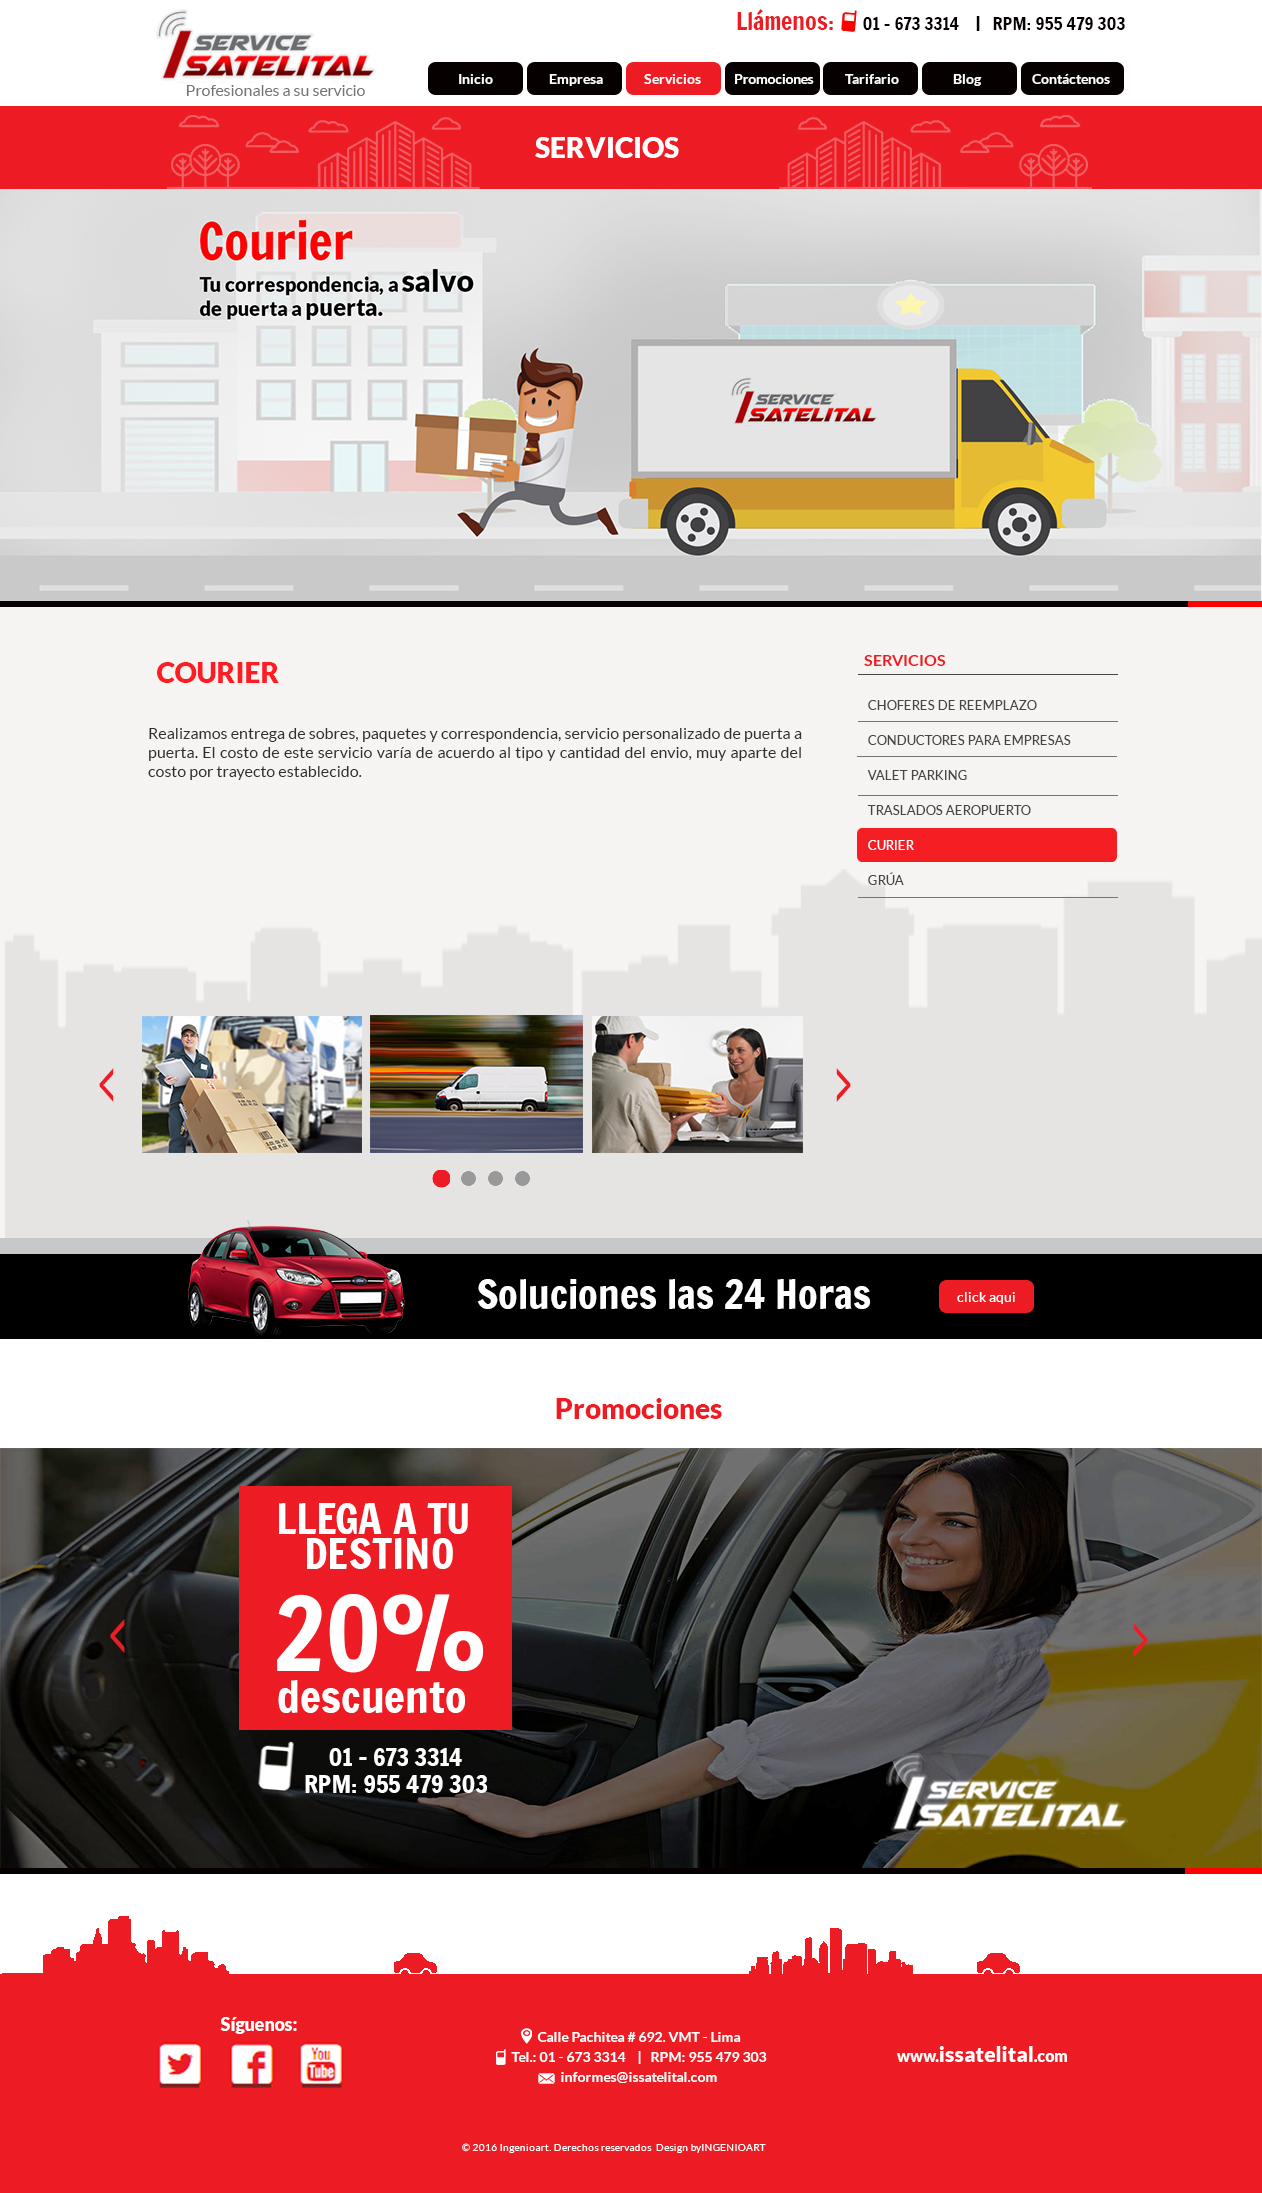 I SERVICE
SATELITAL
Profesionales a su servicio
Llámenos: 01 - 673 3314 | RPM: 955 479 303
Inicio Empresa Servicios Promociones Tarifario Blog Contáctenos
SERVICIOS
Courier
Tu correspondencia, a salvo
de puerta a puerta.
I SERVICE
SATELITAL
COURIER
Realizamos entrega de sobres, paquetes y correspondencia, servicio personalizado de puerta a
puerta. El costo de este servicio varía de acuerdo al tipo y cantidad del envio, muy aparte del
costo por trayecto establecido.
SERVICIOS
CHOFERES DE REEMPLAZO
CONDUCTORES PARA EMPRESAS
VALET PARKING
TRASLADOS AEROPUERTO
CURIER
GRÚA
Soluciones las 24 Horas
click aqui
Promociones
LLEGA A TU
DESTINO
20%
descuento
01 - 673 3314
RPM: 955 479 303
I SERVICE
SATELITAL
Síguenos:
You
Tube
Calle Pachitea # 692. VMT - Lima
Tel.: 01 - 673 3314 | RPM: 955 479 303
informes@issatelital.com
www.issatelital.com
© 2016 Ingenioart. Derechos reservados Design byINGENIOART